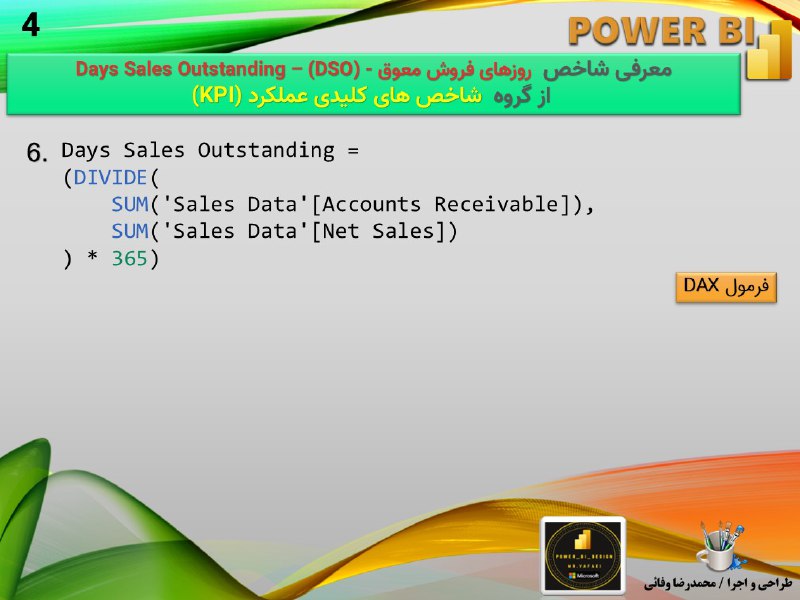 4
POWER BI
معرفی شاخص روزهای فروش معوق - Days Sales Outstanding – (DSO)
از گروه شاخص های کلیدی عملکرد (KPI)
6. Days Sales Outstanding =
(DIVIDE(
SUM('Sales Data'[Accounts Receivable]),
SUM('Sales Data'[Net Sales])
) * 365)
فرمول DAX
POWER_BI_DESIGN
MR.VAFAEI
Microsoft
طراحی و اجرا / محمدرضا وفائی